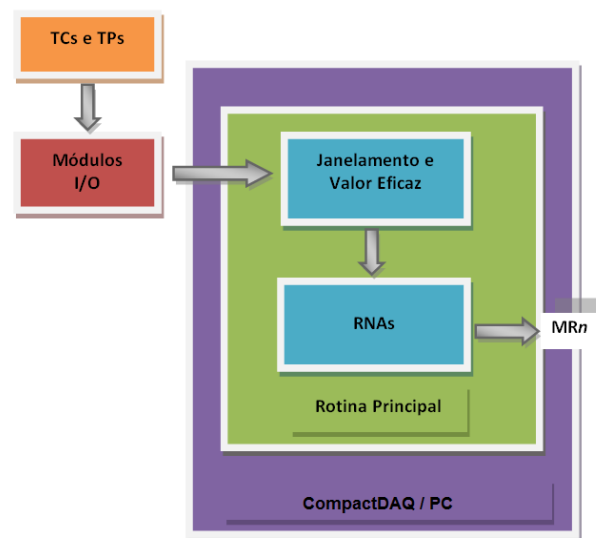 TCs e TPs
Módulos
I/O
Janelamento e
Valor Eficaz
RNAs
MRn
Rotina Principal
CompactDAQ / PC